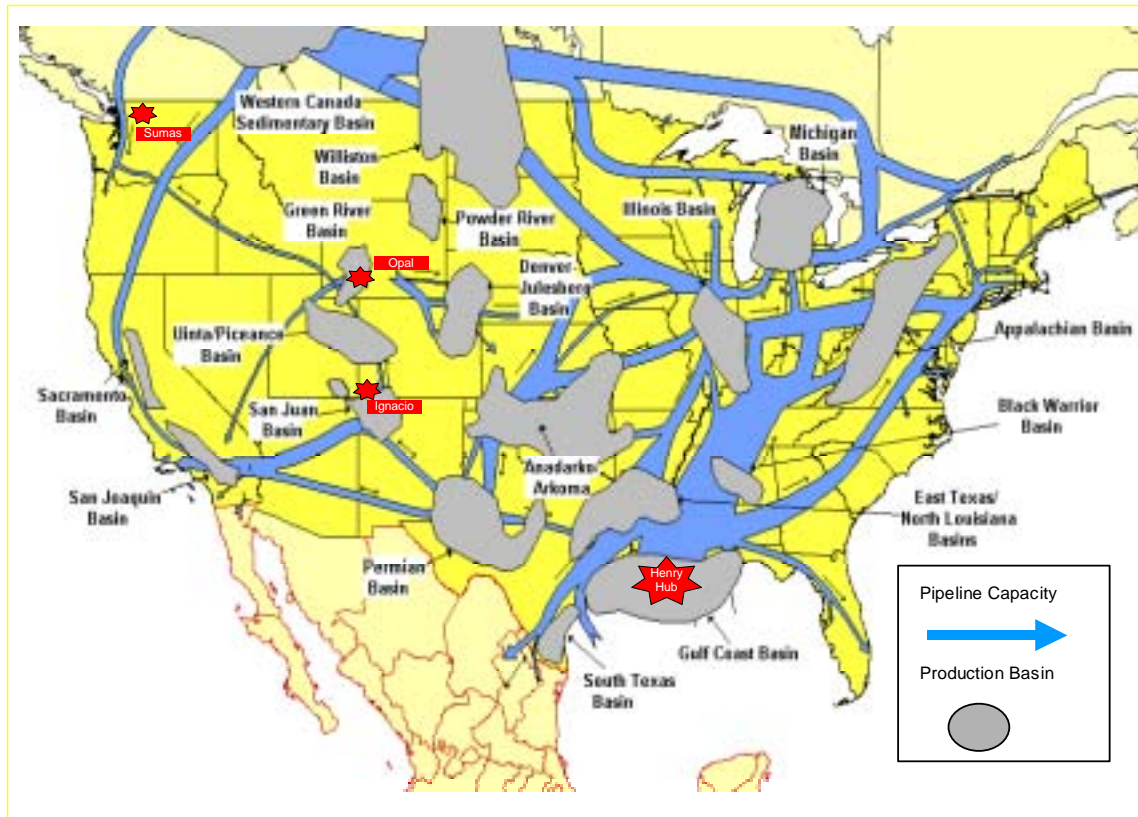 Western Canada
Sedimentary Basin
Sumas
Williston
Basin
Michigan
Basin
Green River
Basin
Powder River
Basin
Illinois Basin
Opal
Denver-
Julesberg
Basin
Uinta/Piceance
Basin
Appalachian Basin
Sacramento
Basin
San Juan
Basin
Ignacio
Black Warrior
Basin
Anadarko-
Arkoma
San Joaquin
Basin
East Texas/
North Louisiana
Basins
Permian
Basin
Henry
Hub
Gulf Coast Basin
South Texas
Basin
Pipeline Capacity
Production Basin